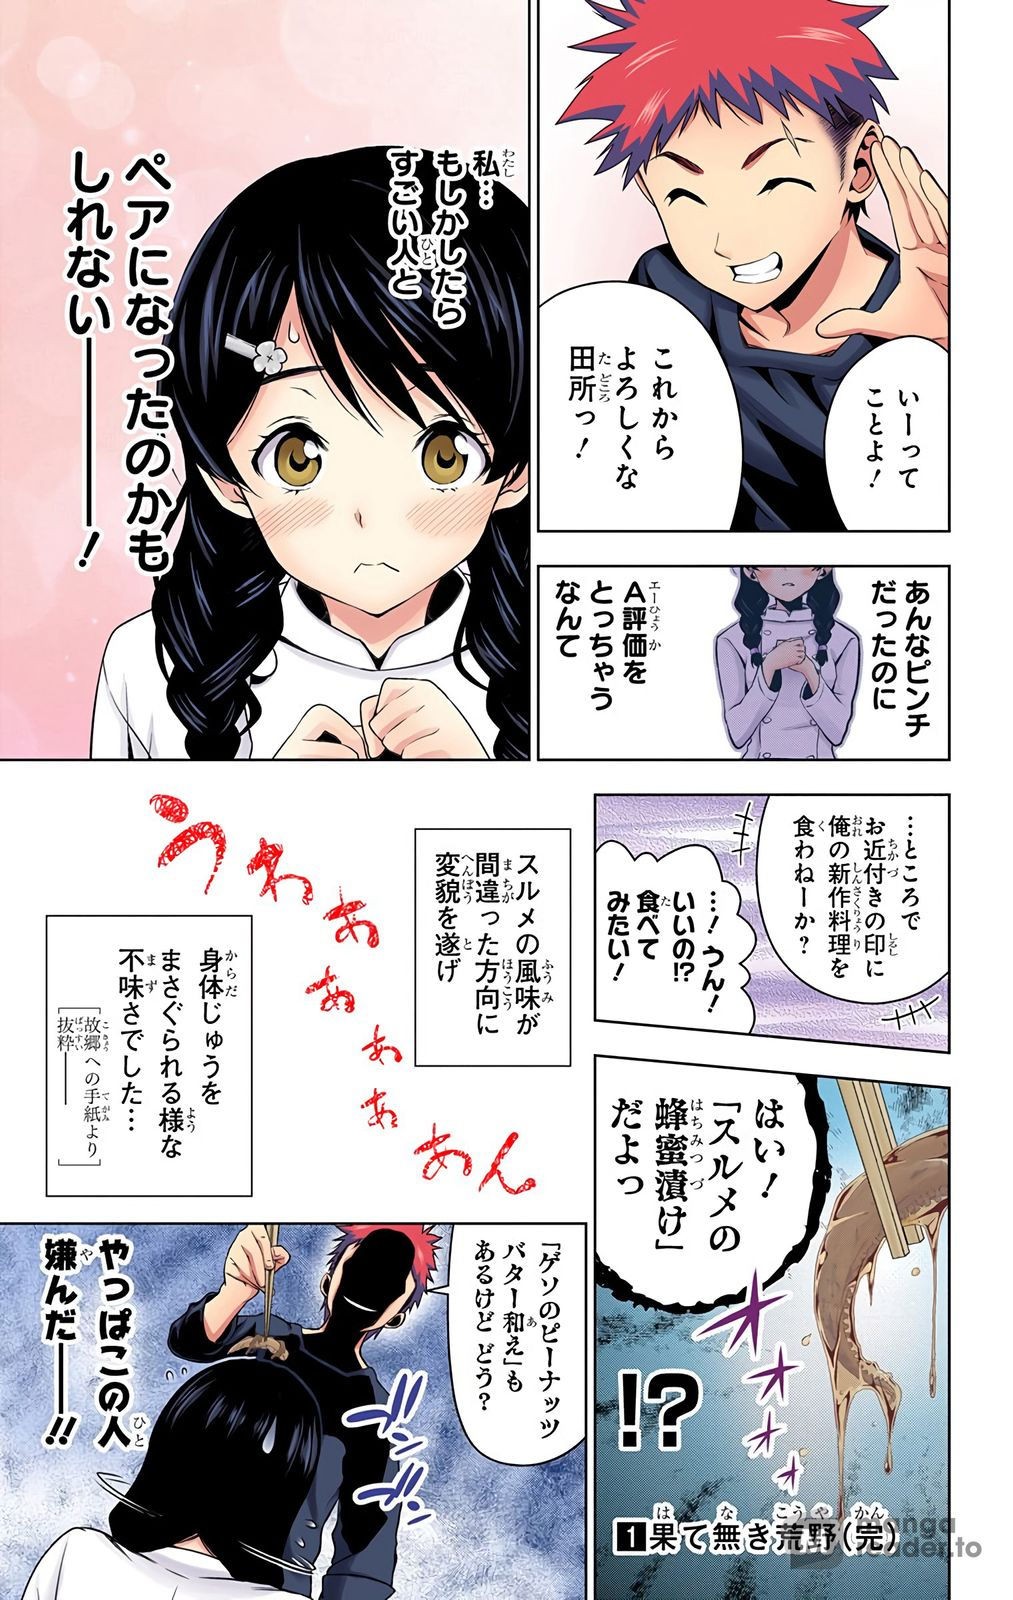 いーって
ことよ！
これから
よろしくな
田所っ！
あんなピンチ
だったのに
A評価を
とっちゃう
なんて
私…
もしかしたら
すごい人と
ペアになったのかも
しれない――！
…ところで
お近付きの印に
俺の新作料理を
食わねーか？
…！うん！
いいの!?
食べて
みたい！
はい！
「スルメの
蜂蜜漬け」
だよっ
!?
スルメの風味が
間違った方向に
変貌を遂げ
うわぁぁぁぁぁん
身体じゅうを
まさぐられる様な
不味さでした…
［故郷への手紙より
抜粋――］
「ゲソのピーナッツ
バター和え」も
あるけど どう？
ガンガン
やっぱこの人
嫌んだ――!!
1果て無き荒野(完)
manga
reader.to